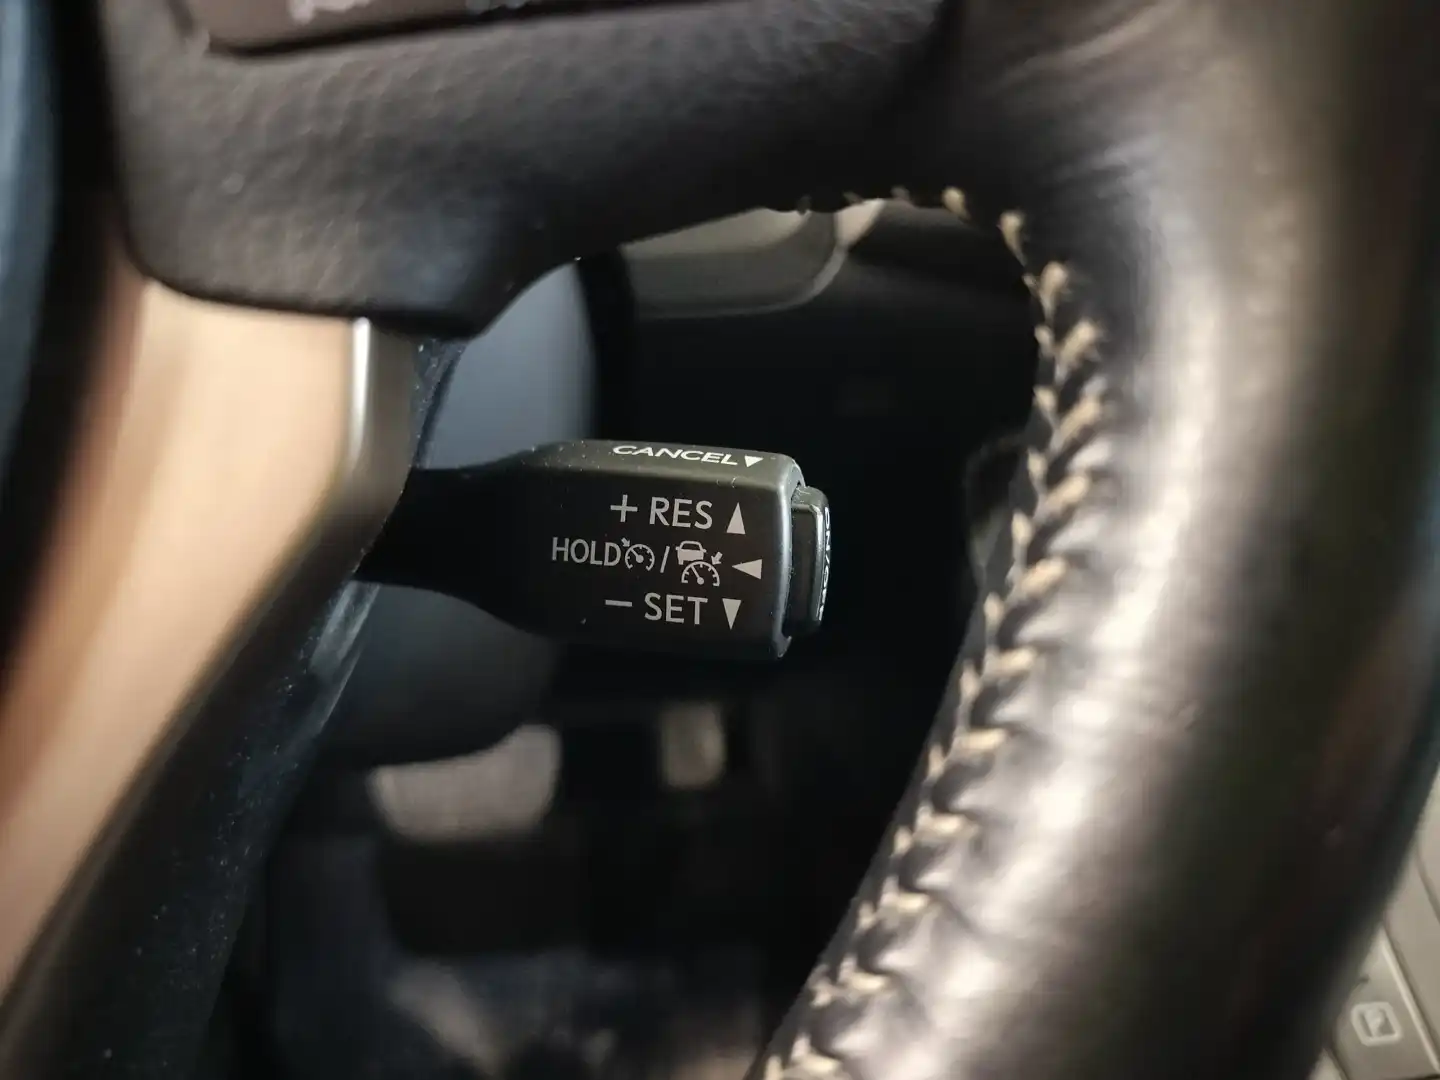 CANCEL▼
+ RES ▲
HOLD / ◀
− SET ▼
P